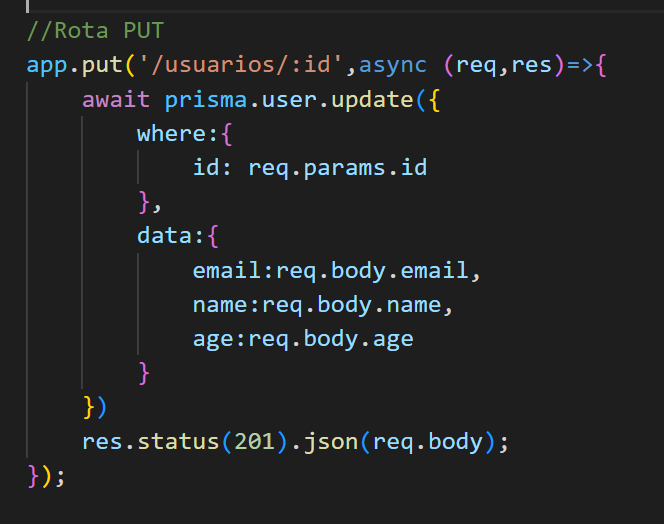 //Rota PUT
app.put('/usuarios/:id',async (req,res)=>{
    await prisma.user.update({
        where:{
            id: req.params.id
        },
        data:{
            email:req.body.email,
            name:req.body.name,
            age:req.body.age
        }
    })
    res.status(201).json(req.body);
});